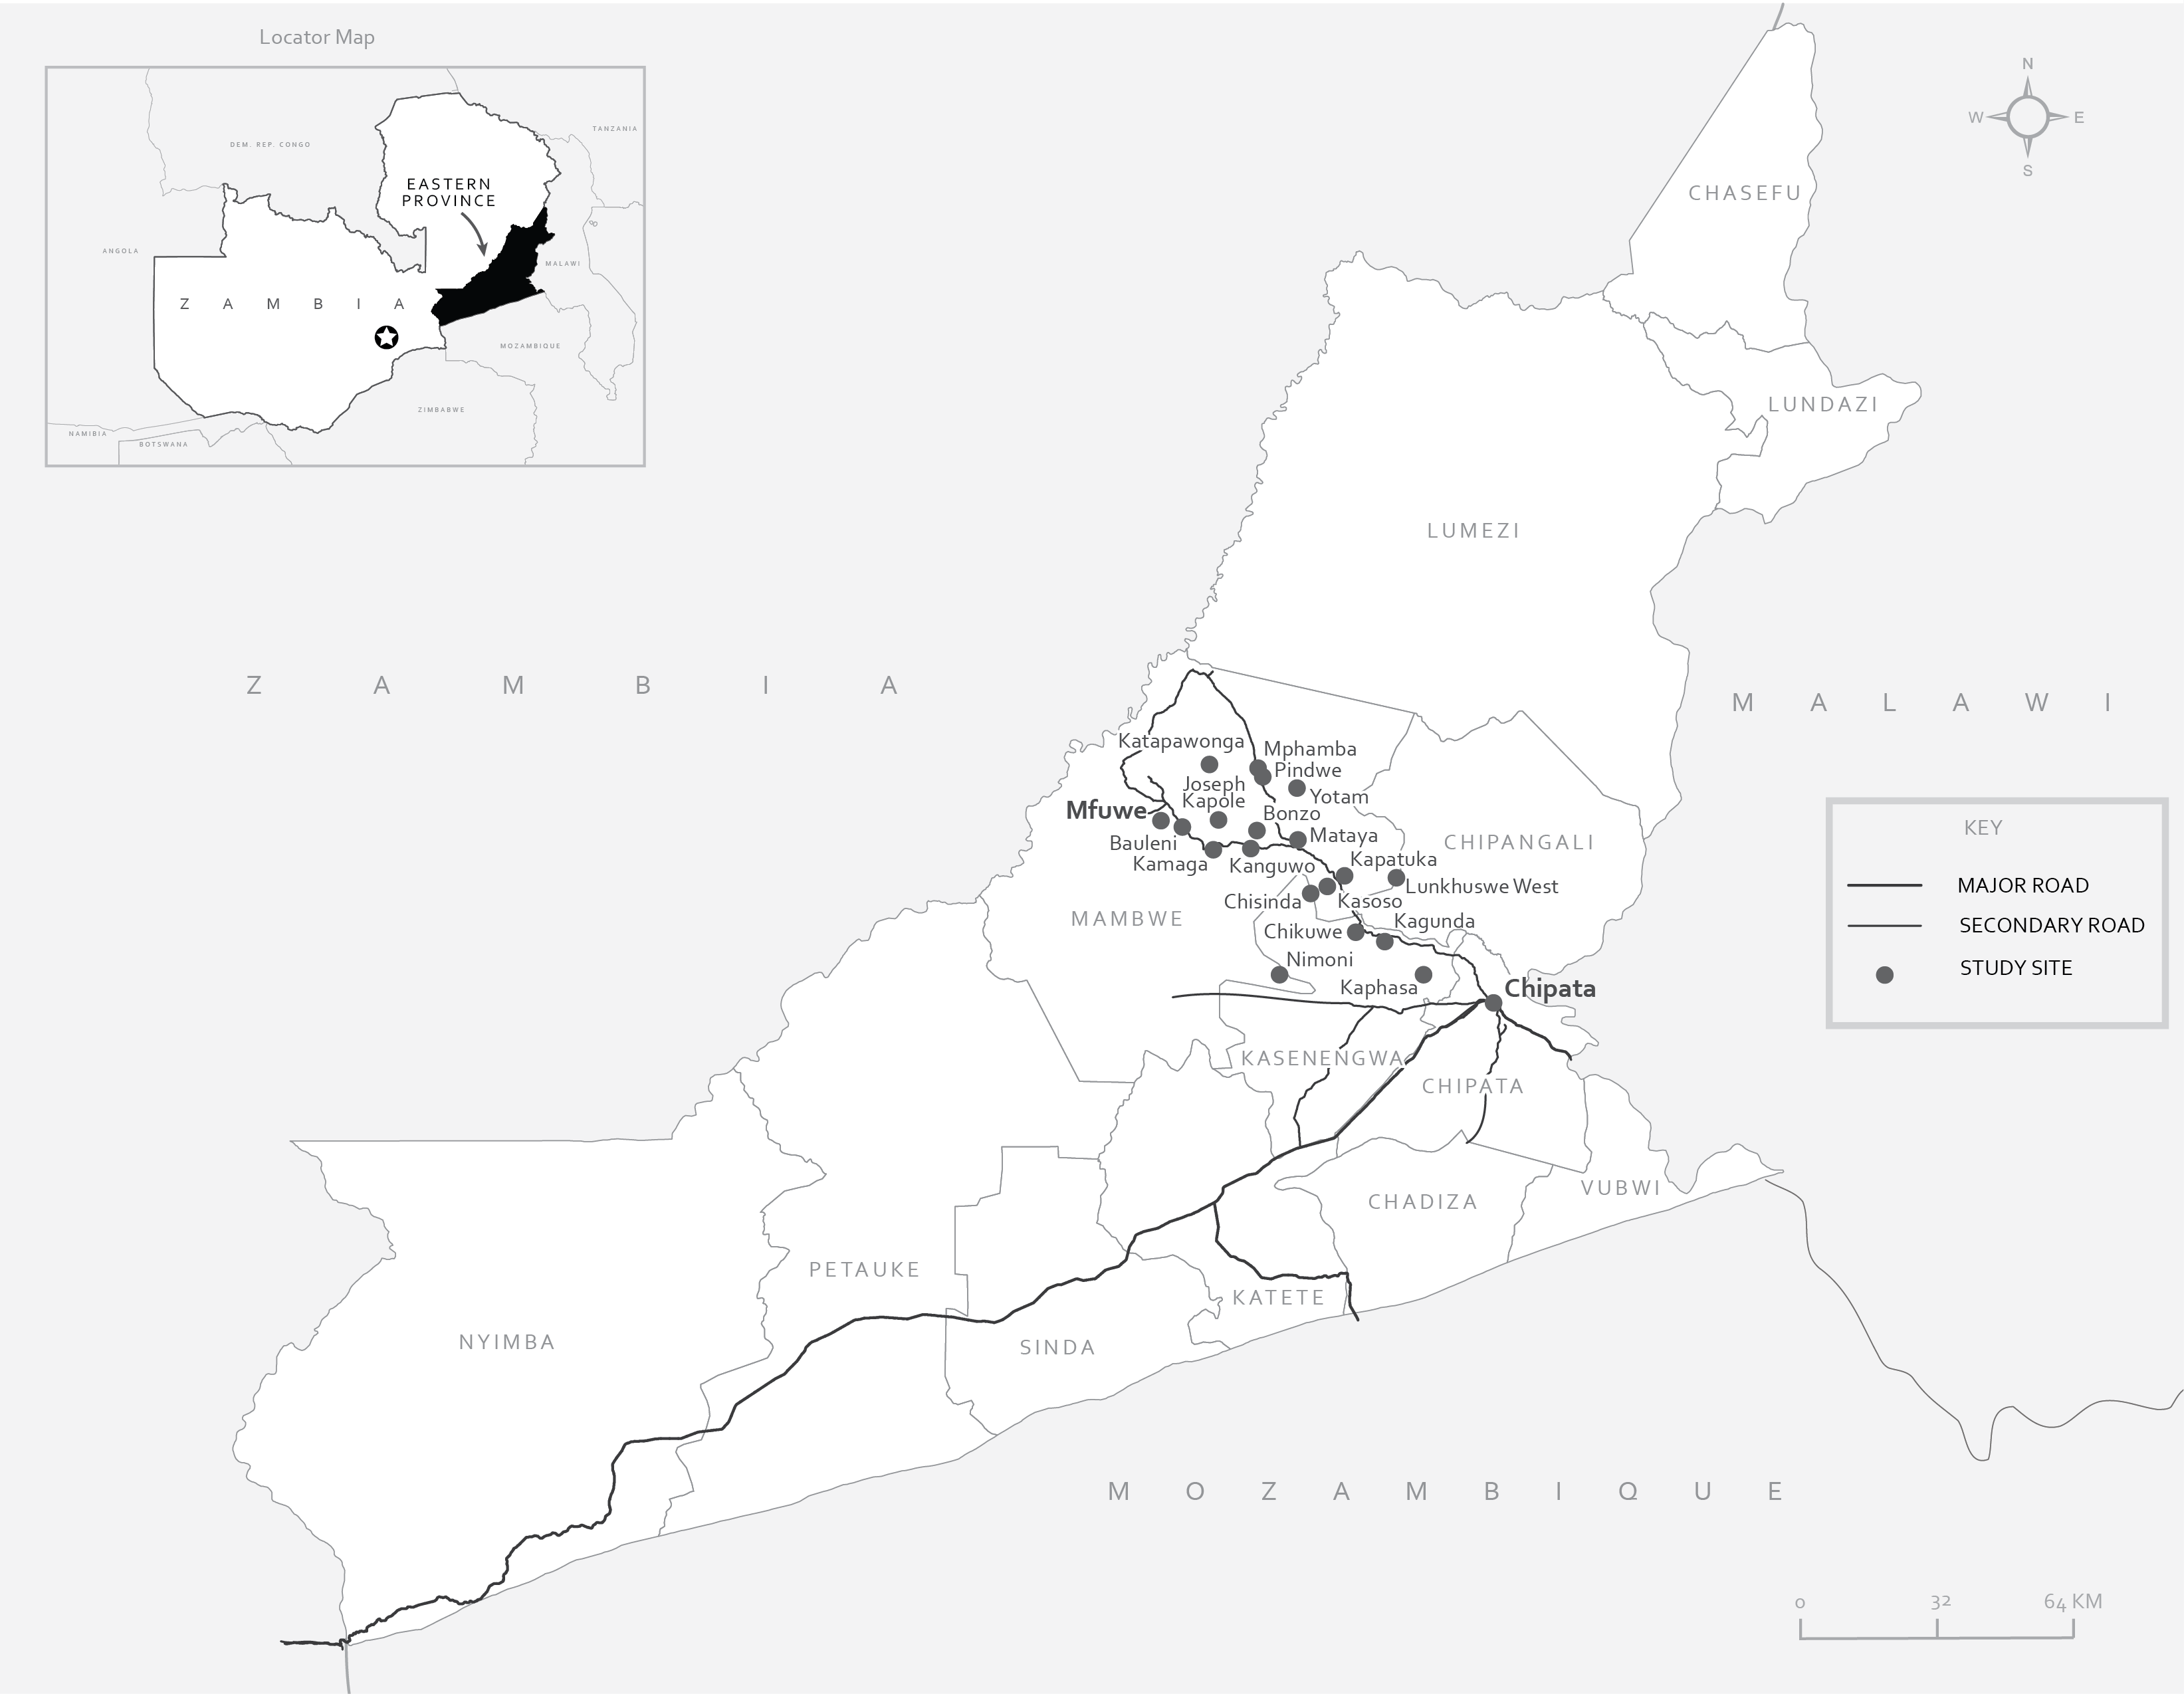 Locator Map
DEM. REP. CONGO
TANZANIA
EASTERN
PROVINCE
ANGOLA
MALAWI
Z A M B I A
MOZAMBIQUE
ZIMBABWE
NAMIBIA
BOTSWANA
N
W E
S
CHASEFU
LUNDAZI
LUMEZI
Z A M B I A
M A L A W I
Katapawonga
Mphamba
Pindwe
Joseph
Kapole
Yotam
Mfuwe
Bonzo
Bauleni
Mataya
Kamaga
Kanguwo
Kapatuka
CHIPANGALI
Lunkhuswe West
Chisinda
Kasoso
MAMBWE
Kagunda
Chikuwe
Nimoni
Kaphasa
Chipata
KEY
MAJOR ROAD
SECONDARY ROAD
STUDY SITE
KASENENGWA
CHIPATA
CHADIZA
VUBWI
PETAUKE
KATETE
NYIMBA
SINDA
M O Z A M B I Q U E
0 32 64 KM